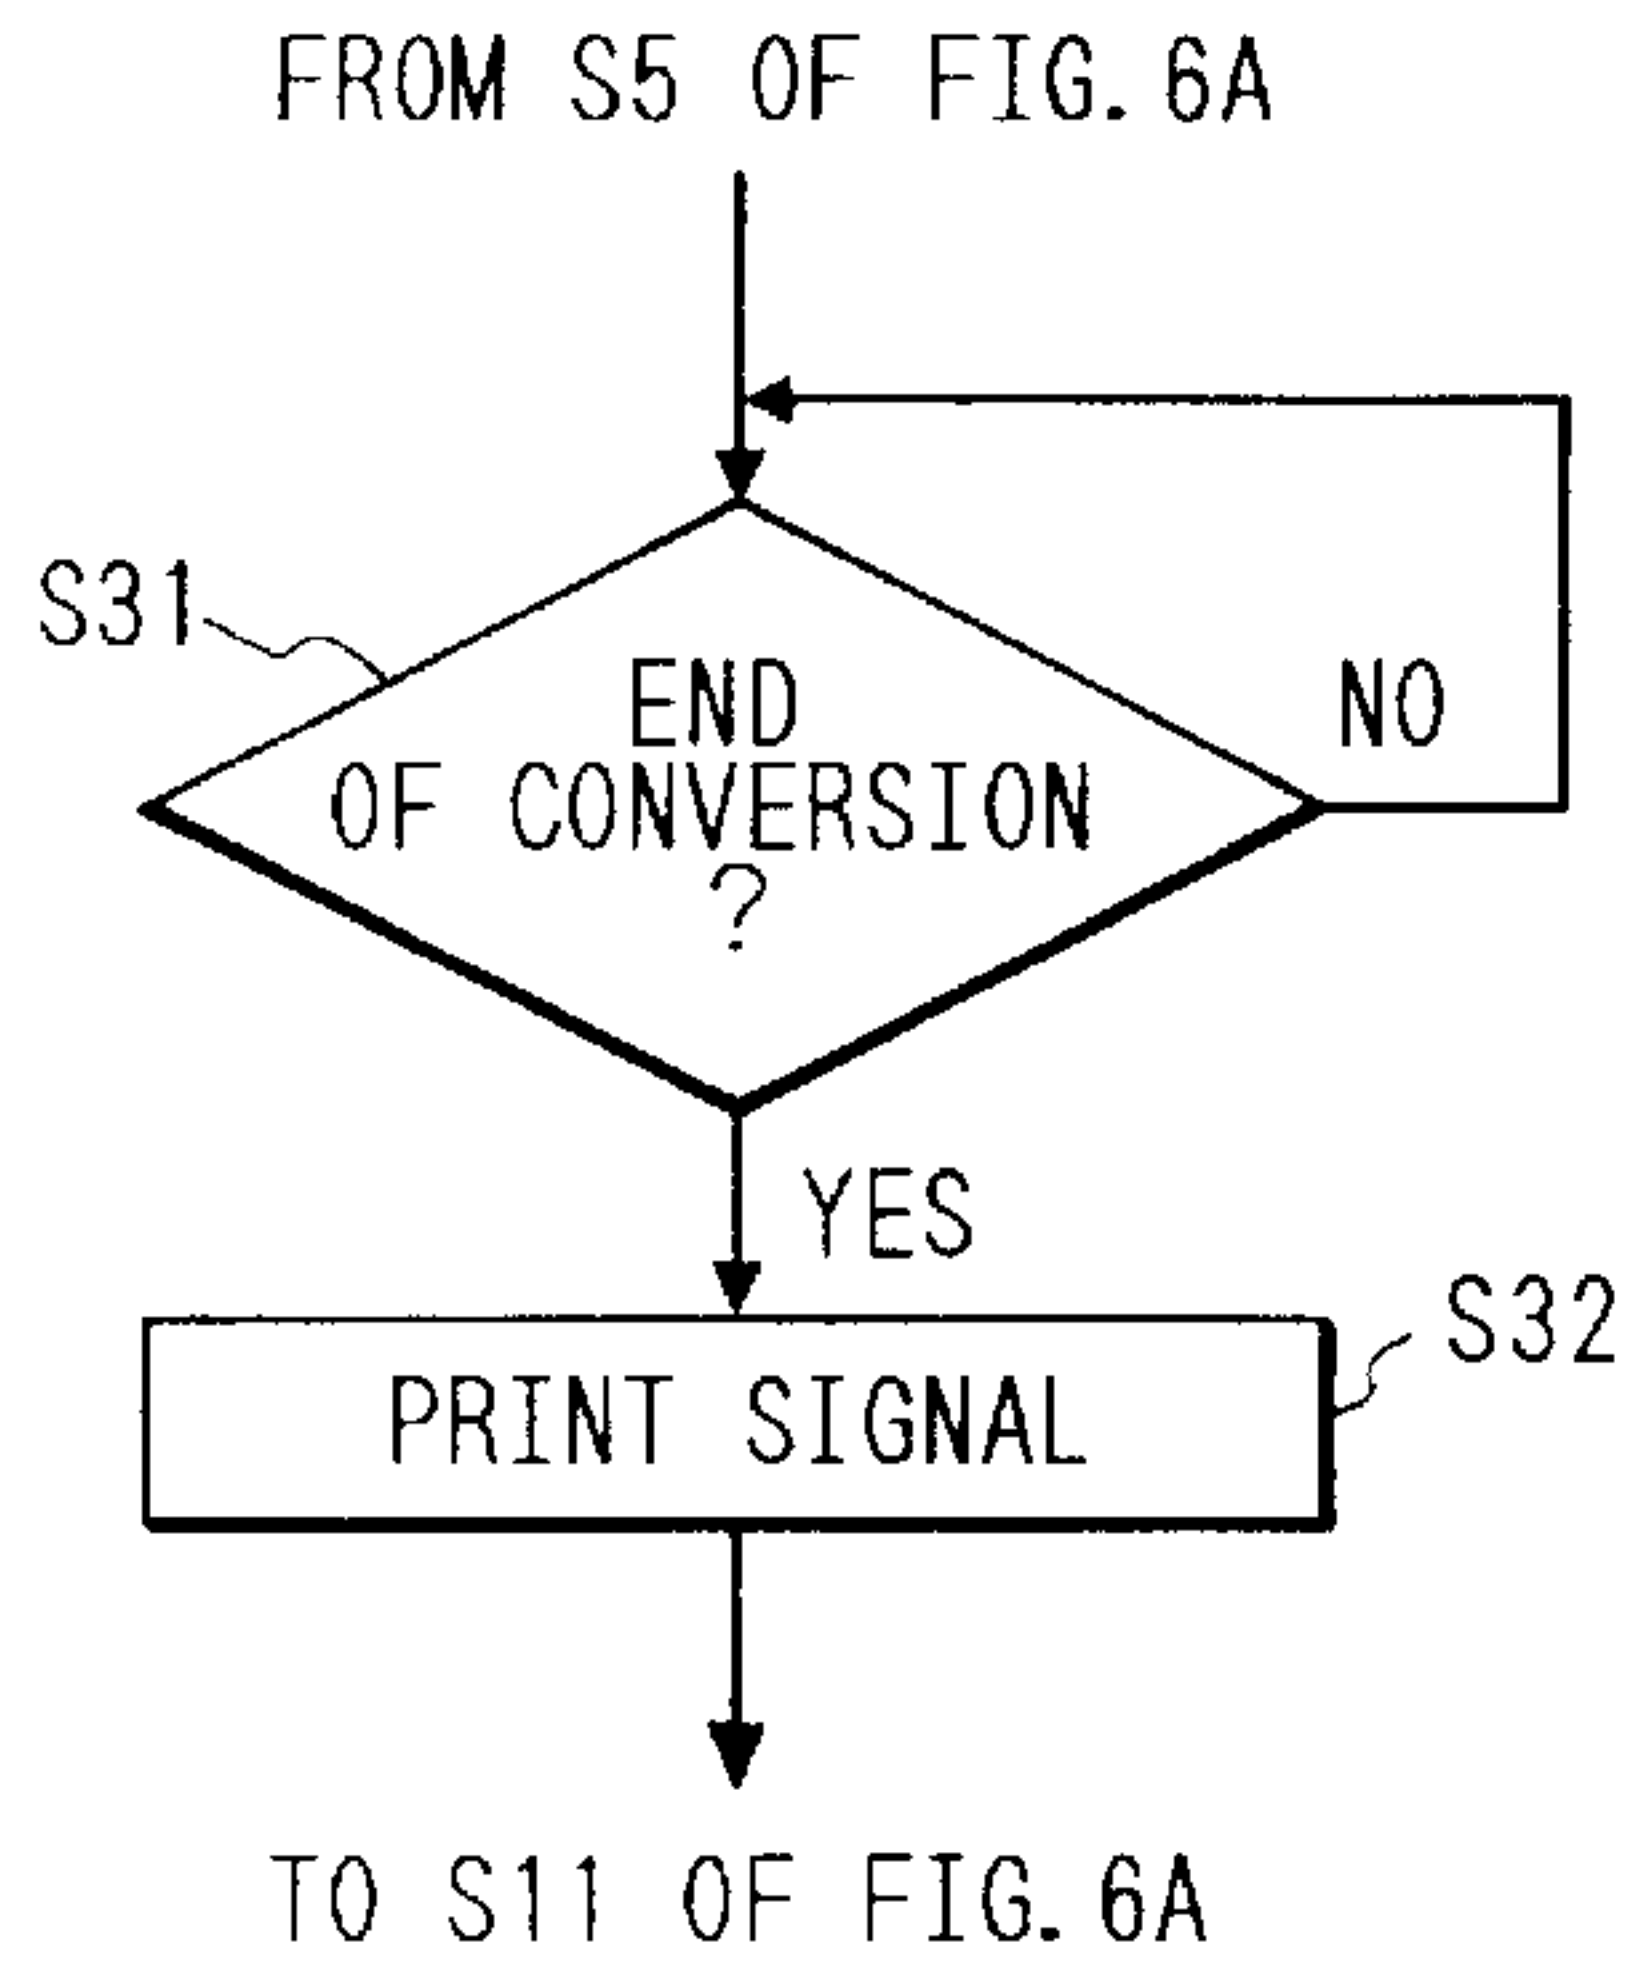 FROM S5 OF FIG. 6A
S31
END
OF CONVERSION
?
NO
YES
S32
PRINT SIGNAL
TO S11 OF FIG. 6A